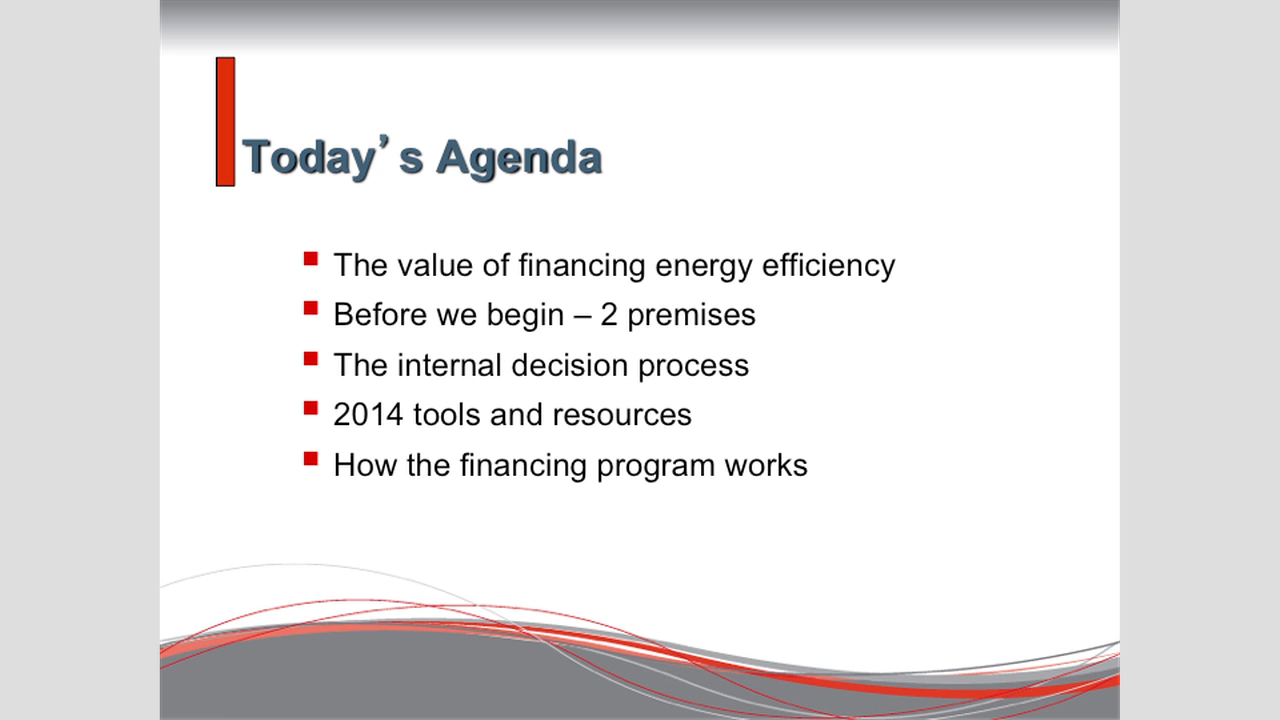 Today’s Agenda
The value of financing energy efficiency
Before we begin – 2 premises
The internal decision process
2014 tools and resources
How the financing program works